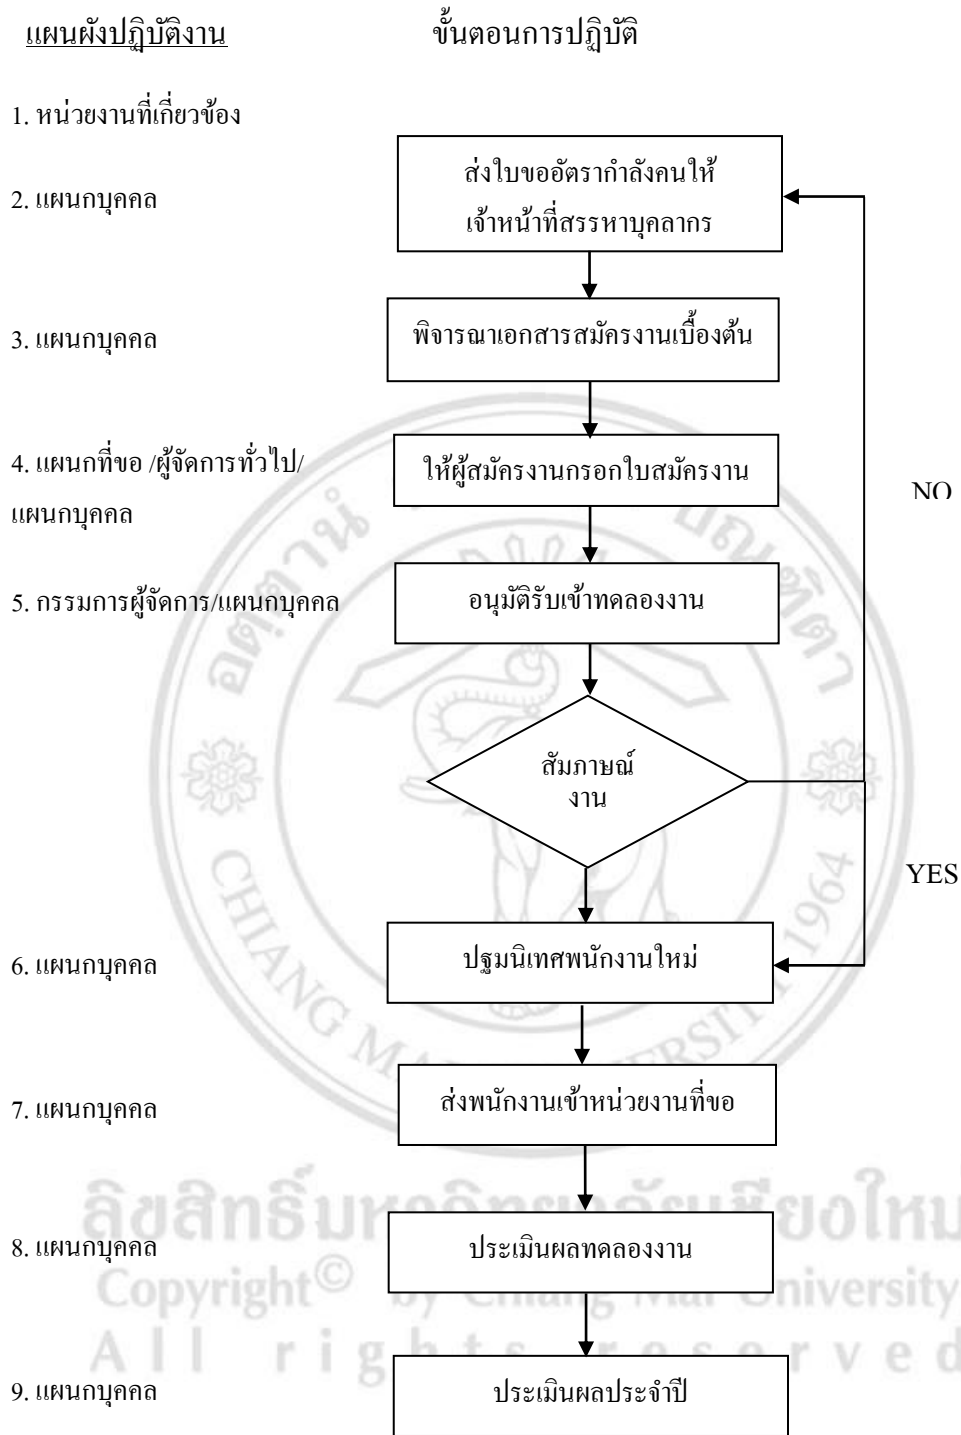 แผนผังปฏิบัติงาน
ขั้นตอนการปฏิบัติ
1. หน่วยงานที่เกี่ยวข้อง
ส่งใบขออัตรากำลังคนให้
เจ้าหน้าที่สรรหาบุคลากร
2. แผนกบุคคล
พิจารณาเอกสารสมัครงานเบื้องต้น
3. แผนกบุคคล
4. แผนกที่ขอ /ผู้จัดการทั่วไป/
แผนกบุคคล
ให้ผู้สมัครงานกรอกใบสมัครงาน
NO
5. กรรมการผู้จัดการ/แผนกบุคคล
อนุมัติรับเข้าทดลองงาน
สัมภาษณ์
งาน
YES
6. แผนกบุคคล
ปฐมนิเทศพนักงานใหม่
7. แผนกบุคคล
ส่งพนักงานเข้าหน่วยงานที่ขอ
8. แผนกบุคคล
ประเมินผลทดลองงาน
9. แผนกบุคคล
ประเมินผลประจำปี
CHIANG MAI UNIVERSITY 1964
ลิขสิทธิ์มหาวิทยาลัยเชียงใหม่
Copyright© by Chiang Mai University
All rights reserved